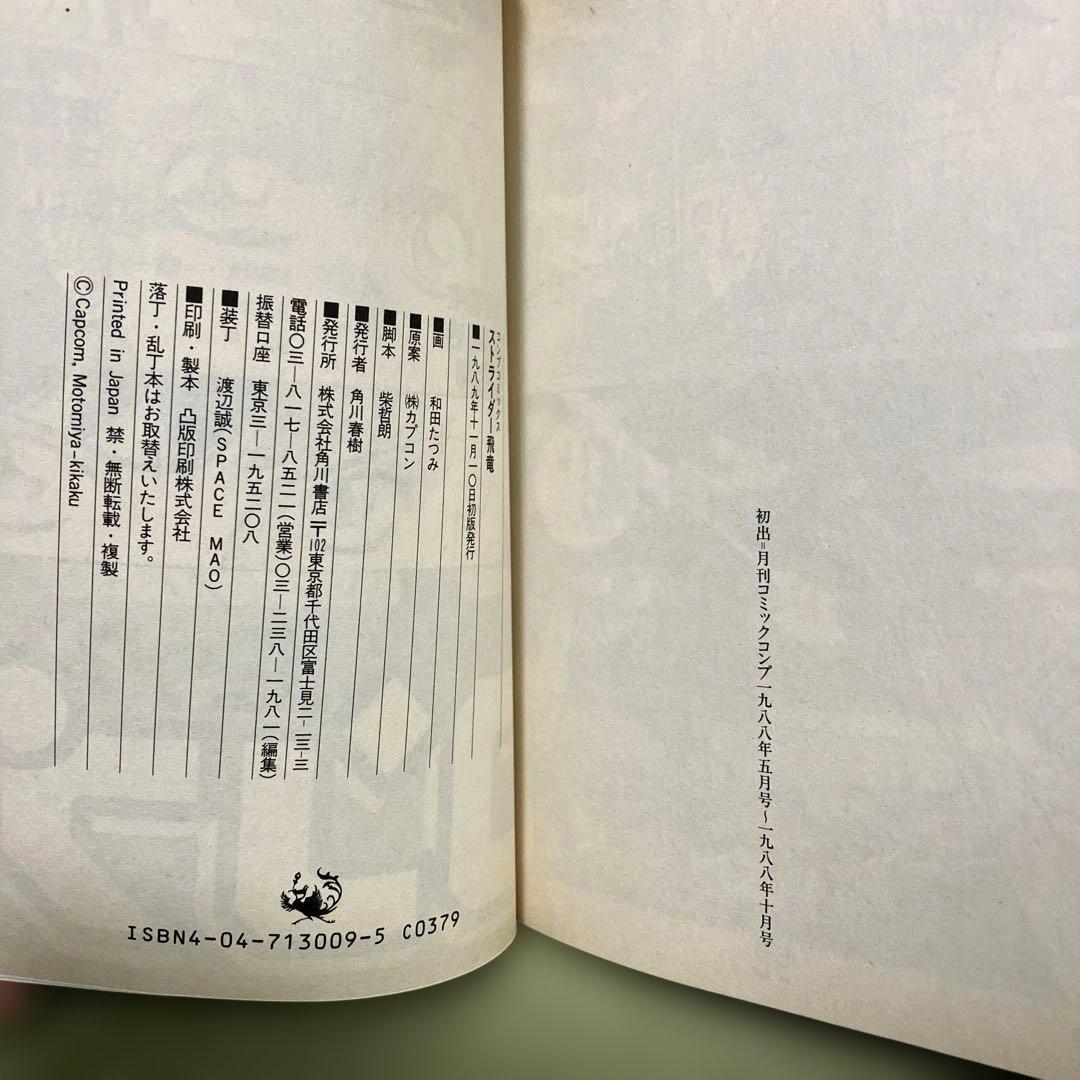 初出=月刊コミックコンプ一九八八年五月号〜一九八八年十月号
コンプコミックス
ストライダー飛竜
■一九八九年十一月一〇日初版発行
■画 和田たつみ
■原案 ㈱カプコン
■脚本 柴哲朗
■発行者 角川春樹
■発行所 株式会社角川書店 〒102東京都千代田区富士見二-一三-三
電話〇三―八一七―八五二一(営業)〇三―二三八―一九八一(編集)
振替口座 東京三―一九五二〇八
■装丁 渡辺誠(SPACE MAO)
■印刷・製本 凸版印刷株式会社
落丁・乱丁本はお取替えいたします。
Printed in Japan 禁・無断転載・複製
©Capcom, Motomiya-kikaku
ISBN4-04-713009-5 C0379